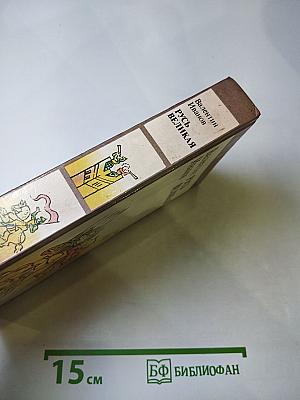 Валентин
Иванов
РУСЬ
ВЕЛИКАЯ
15 см
БФ БИБЛИОФАН